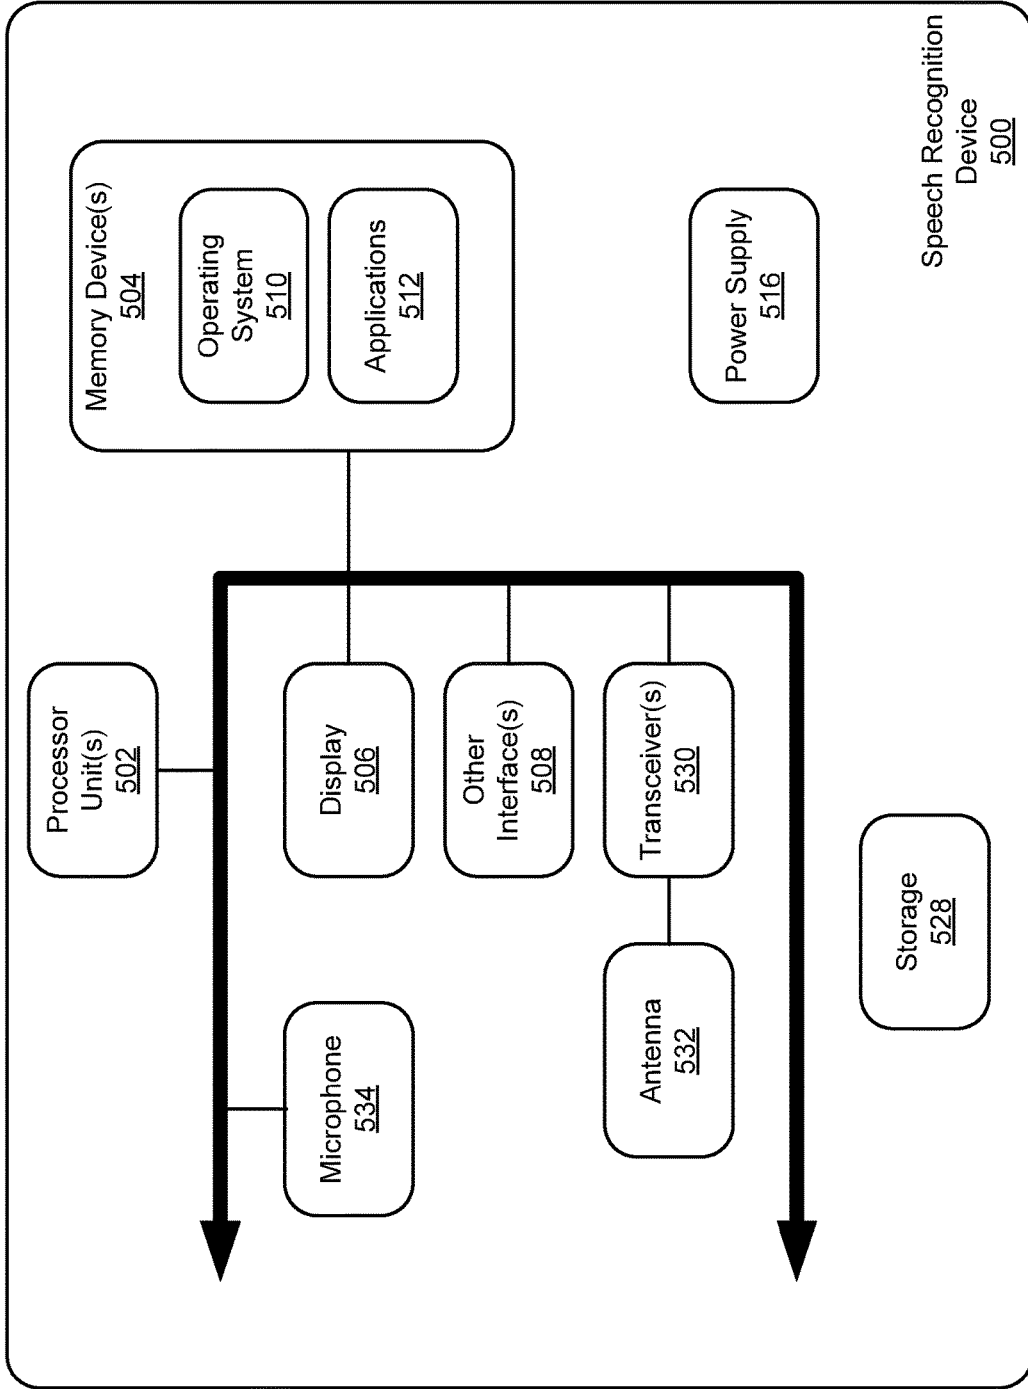 Processor
Unit(s)
502
Memory Device(s)
504
Operating
System
510
Applications
512
Microphone
534
Display
506
Other
Interface(s)
508
Antenna
532
Transceiver(s)
530
Power Supply
516
Storage
528
Speech Recognition
Device
500